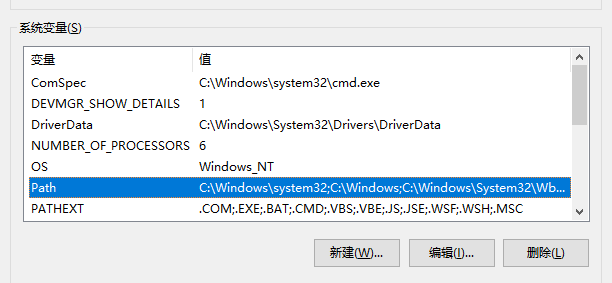 系统变量(S)
变量 值
ComSpec C:\Windows\system32\cmd.exe
DEVMGR_SHOW_DETAILS 1
DriverData C:\Windows\System32\Drivers\DriverData
NUMBER_OF_PROCESSORS 6
OS Windows_NT
Path C:\Windows\system32;C:\Windows;C:\Windows\System32\Wb...
PATHEXT .COM;.EXE;.BAT;.CMD;.VBS;.VBE;.JS;.JSE;.WSF;.WSH;.MSC
新建(W)... 编辑(I)... 删除(L)